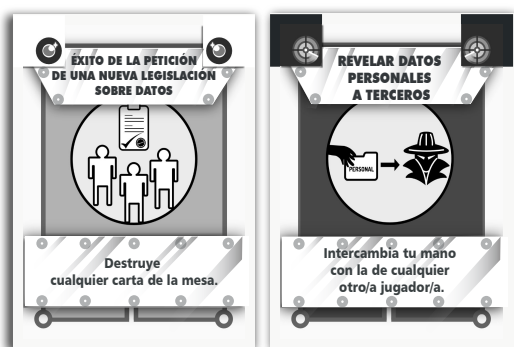 ÉXITO DE LA PETICIÓN
DE UNA NUEVA LEGISLACIÓN
SOBRE DATOS
Destruye
cualquier carta de la mesa.
REVELAR DATOS
PERSONALES
A TERCEROS
PERSONAL
Intercambia tu mano
con la de cualquier
otro/a jugador/a.